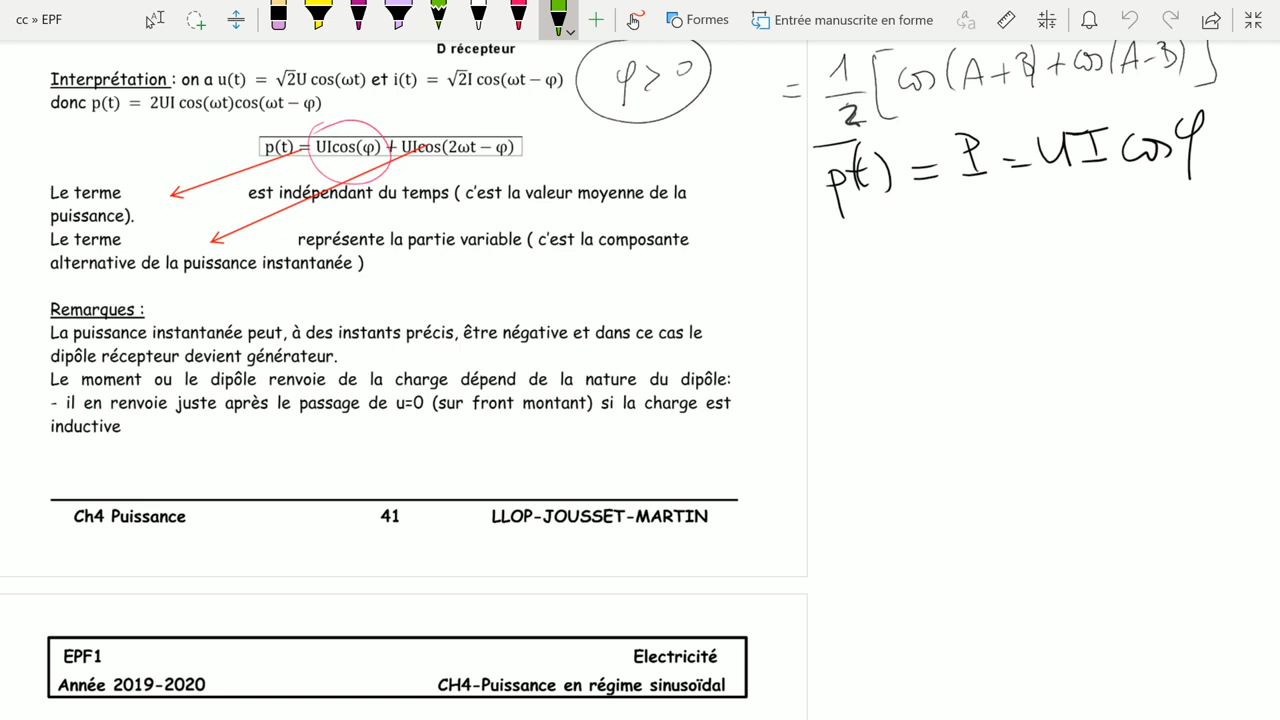 cc » EPF
Formes
Entrée manuscrite en forme
D récepteur
Interprétation : on a u(t) = √2U cos(ωt) et i(t) = √2I cos(ωt − φ)
donc p(t) = 2UI cos(ωt)cos(ωt − φ)
φ > 0
= 1/2 [cos(A+B) + cos(A-B)]
p(t) = UIcos(φ) + UIcos(2ωt − φ)
p(t) = P = UI cos φ
Le terme est indépendant du temps ( c'est la valeur moyenne de la
puissance).
Le terme représente la partie variable ( c'est la composante
alternative de la puissance instantanée )
Remarques :
La puissance instantanée peut, à des instants précis, être négative et dans ce cas le
dipôle récepteur devient générateur.
Le moment ou le dipôle renvoie de la charge dépend de la nature du dipôle:
- il en renvoie juste après le passage de u=0 (sur front montant) si la charge est
inductive
Ch4 Puissance 41 LLOP-JOUSSET-MARTIN
EPF1 Electricité
Année 2019-2020 CH4-Puissance en régime sinusoïdal